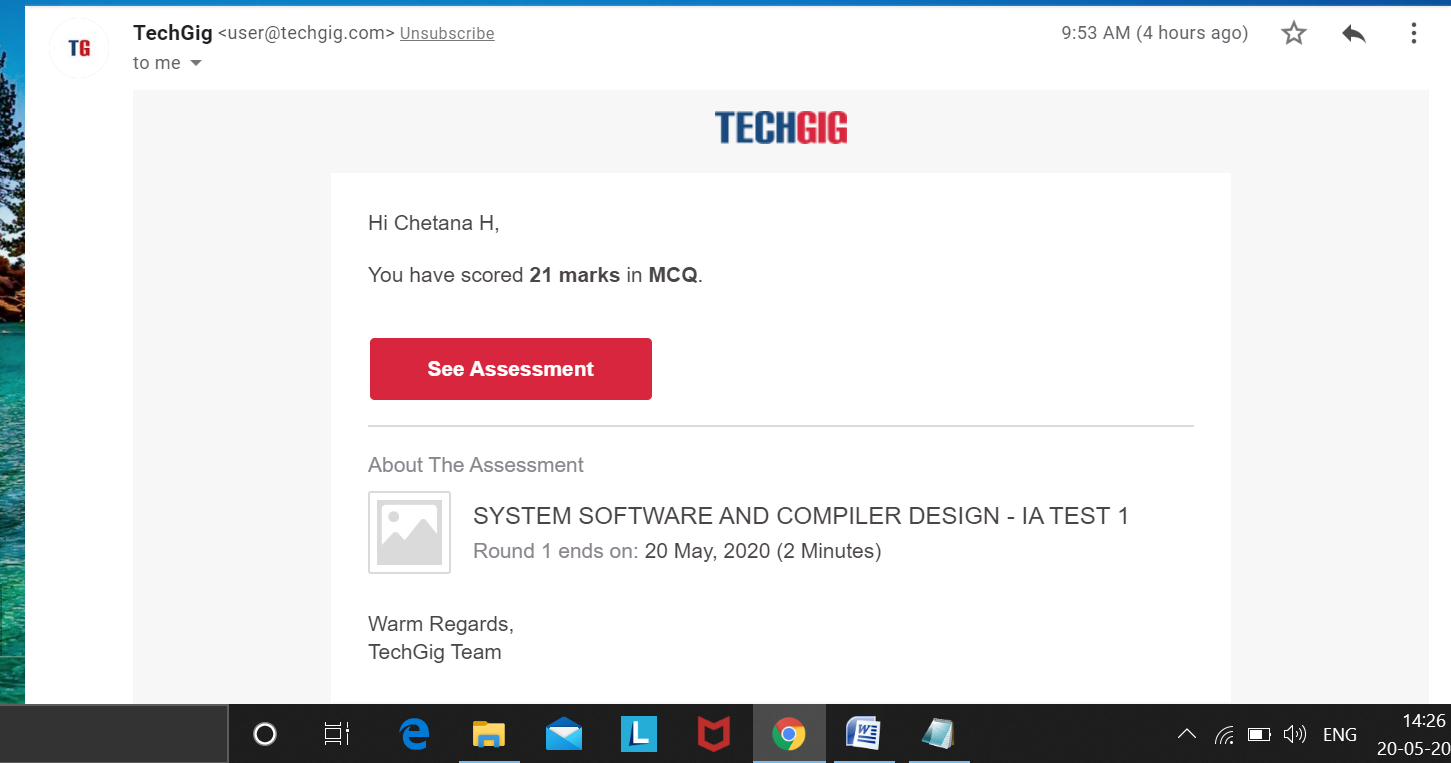 TG
TechGig <user@techgig.com> Unsubscribe
9:53 AM (4 hours ago)
to me
TECHGIG
Hi Chetana H,
You have scored 21 marks in MCQ.
See Assessment
About The Assessment
SYSTEM SOFTWARE AND COMPILER DESIGN - IA TEST 1
Round 1 ends on: 20 May, 2020 (2 Minutes)
Warm Regards,
TechGig Team
L
W
ENG
14:26
20-05-20